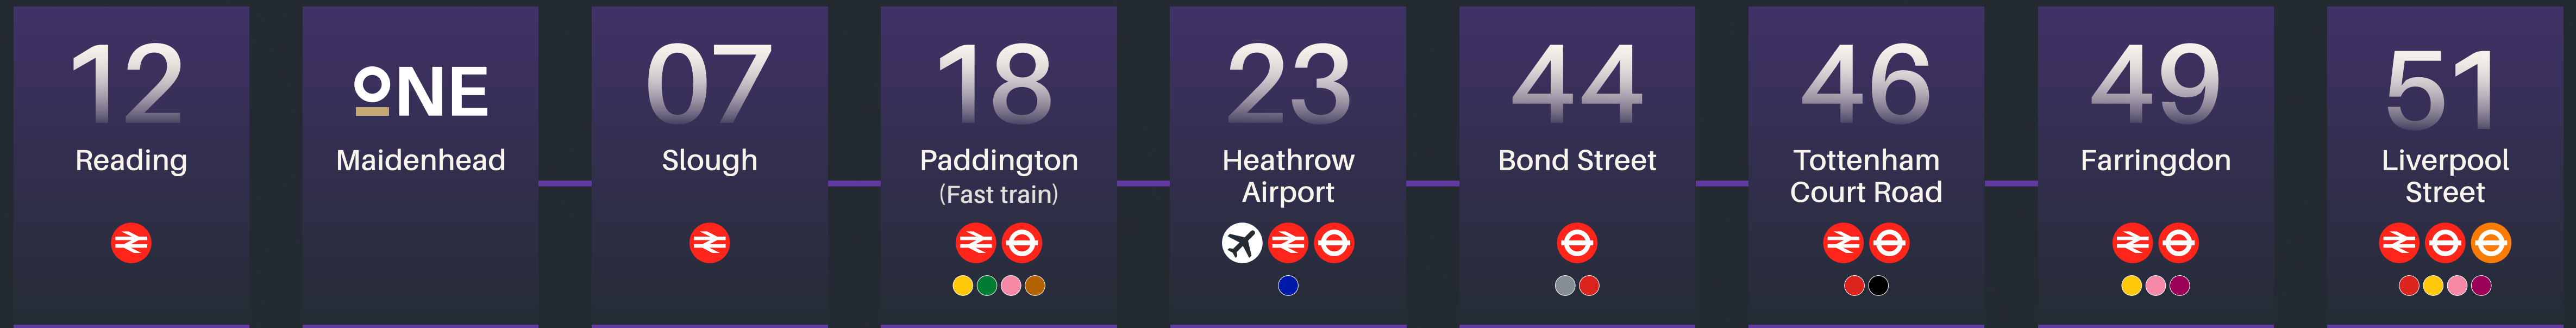 12
Reading
ONE
Maidenhead
07
Slough
18
Paddington
(Fast train)
23
Heathrow
Airport
44
Bond Street
46
Tottenham
Court Road
49
Farringdon
51
Liverpool
Street